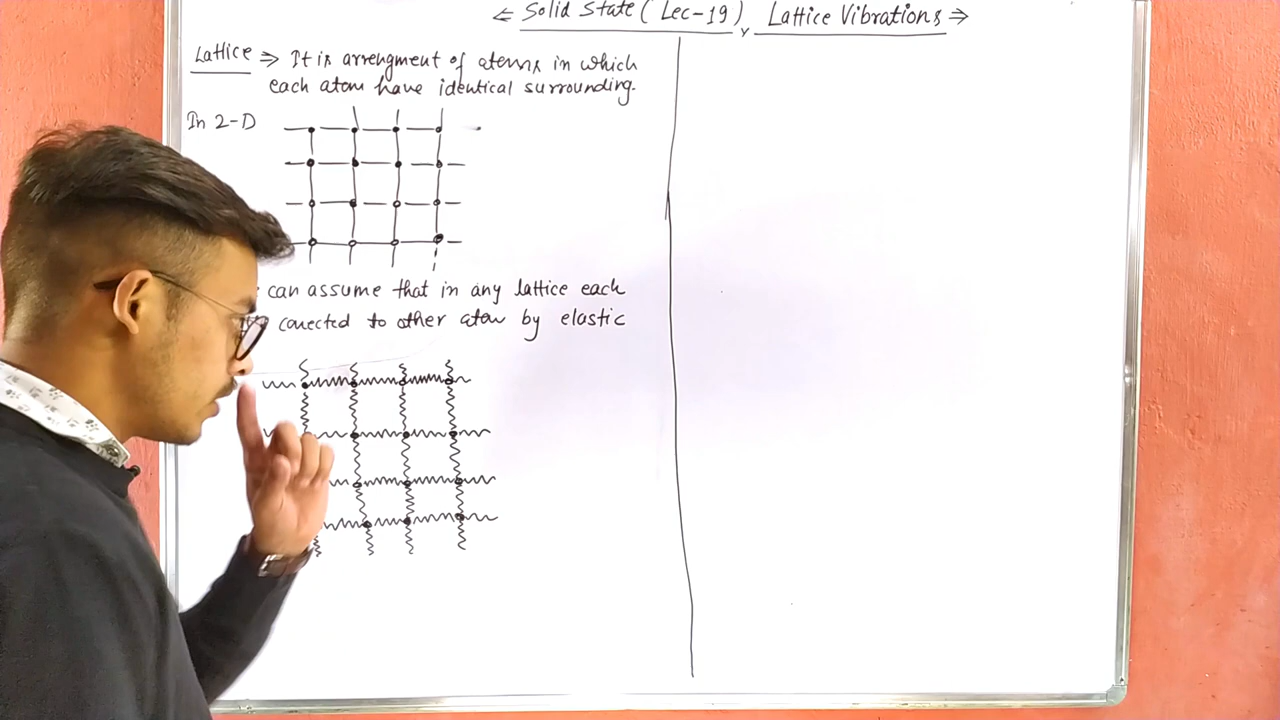 ⇐ Solid State ( Lec-19 ), Lattice Vibrations ⇒
Lattice ⇒ It is arrengment of atoms in which
each atom have identical surrounding.
In 2-D
can assume that in any lattice each
conected to other atom by elastic